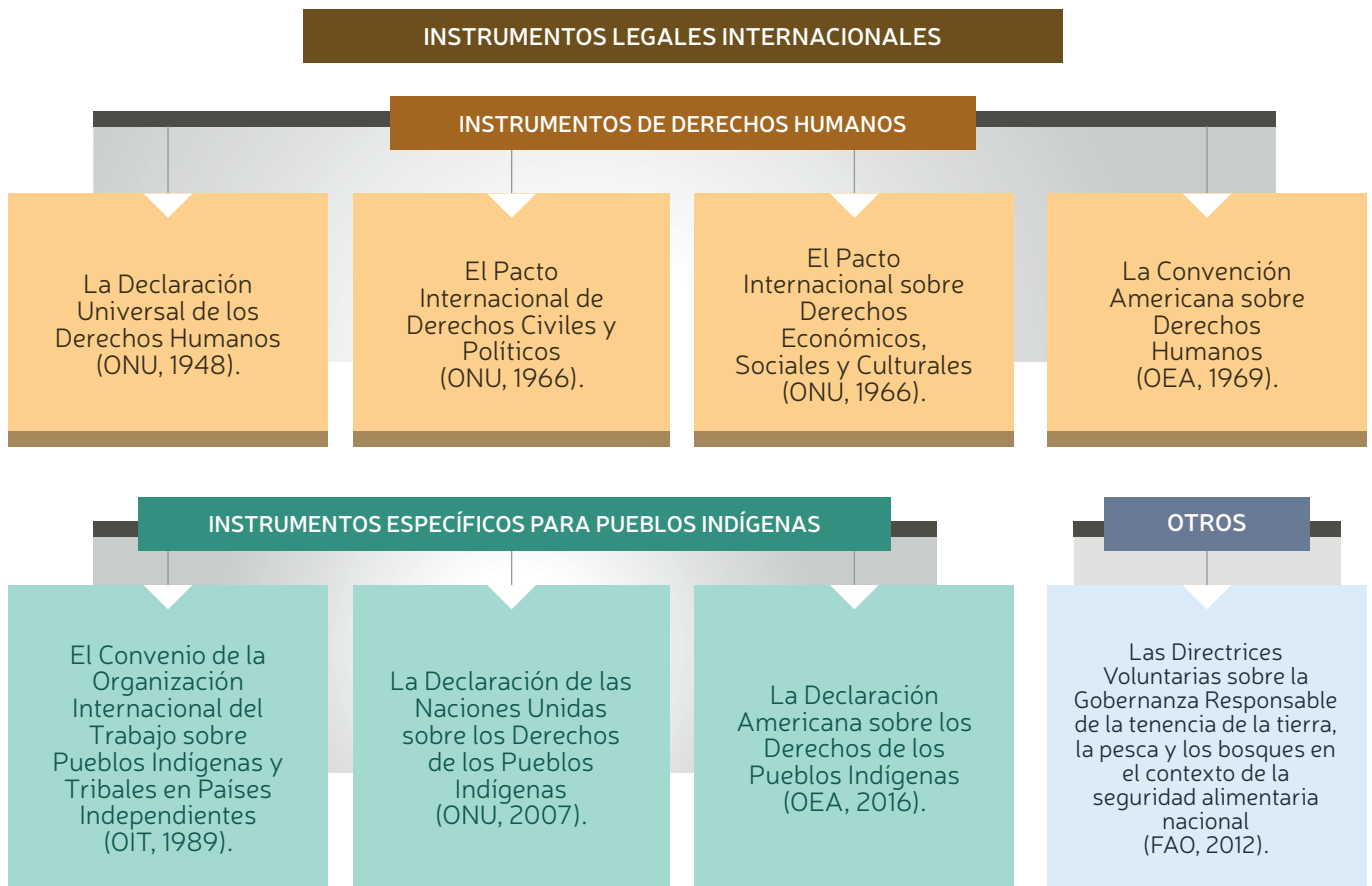 INSTRUMENTOS LEGALES INTERNACIONALES
INSTRUMENTOS DE DERECHOS HUMANOS
La Declaración
Universal de los
Derechos Humanos
(ONU, 1948).
El Pacto
Internacional de
Derechos Civiles y
Políticos
(ONU, 1966).
El Pacto
Internacional sobre
Derechos
Económicos,
Sociales y Culturales
(ONU, 1966).
La Convención
Americana sobre
Derechos
Humanos
(OEA, 1969).
INSTRUMENTOS ESPECÍFICOS PARA PUEBLOS INDÍGENAS
El Convenio de la
Organización
Internacional del
Trabajo sobre
Pueblos Indígenas y
Tribales en Países
Independientes
(OIT, 1989).
La Declaración de las
Naciones Unidas
sobre los Derechos
de los Pueblos
Indígenas
(ONU, 2007).
La Declaración
Americana sobre los
Derechos de los
Pueblos Indígenas
(OEA, 2016).
OTROS
Las Directrices
Voluntarias sobre la
Gobernanza Responsable
de la tenencia de la tierra,
la pesca y los bosques en
el contexto de la
seguridad alimentaria
nacional
(FAO, 2012).